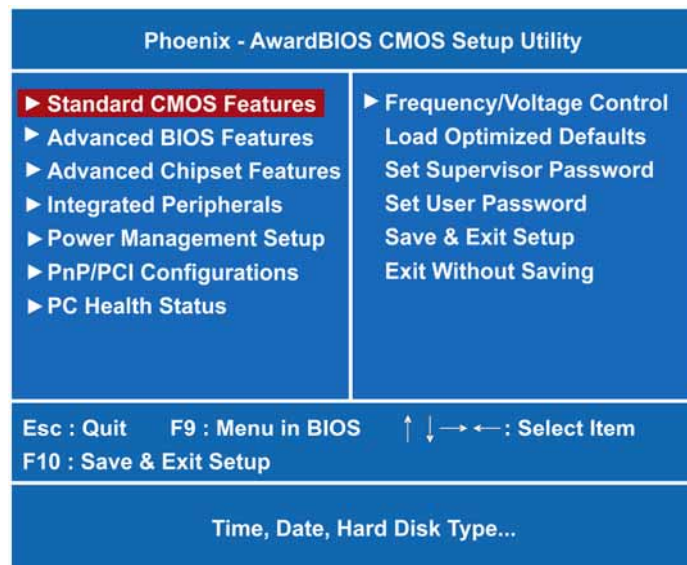 Phoenix - AwardBIOS CMOS Setup Utility
▶ Standard CMOS Features
▶ Advanced BIOS Features
▶ Advanced Chipset Features
▶ Integrated Peripherals
▶ Power Management Setup
▶ PnP/PCI Configurations
▶ PC Health Status
▶ Frequency/Voltage Control
Load Optimized Defaults
Set Supervisor Password
Set User Password
Save & Exit Setup
Exit Without Saving
Esc : Quit F9 : Menu in BIOS ↑ ↓ → ← : Select Item
F10 : Save & Exit Setup
Time, Date, Hard Disk Type...